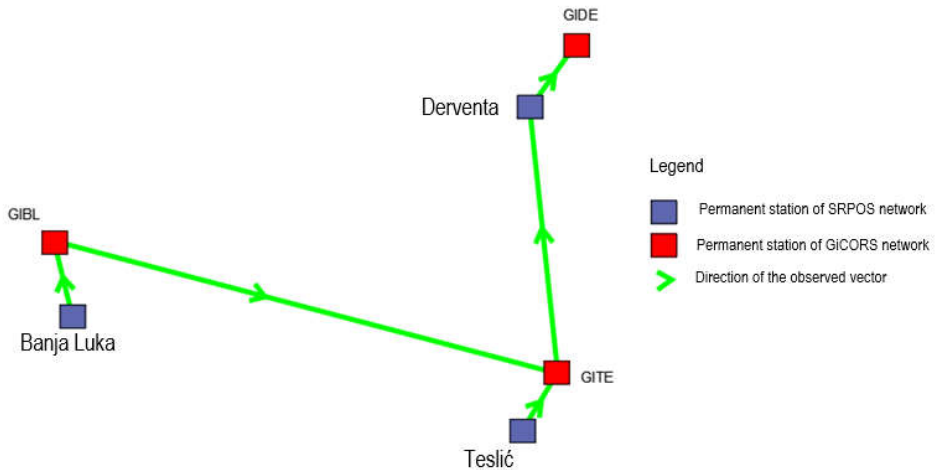 GIDE
Derventa
Legend
GIBL
Permanent station of SRPOS network
Permanent station of GiCORS network
Direction of the observed vector
Banja Luka
GITE
Teslić